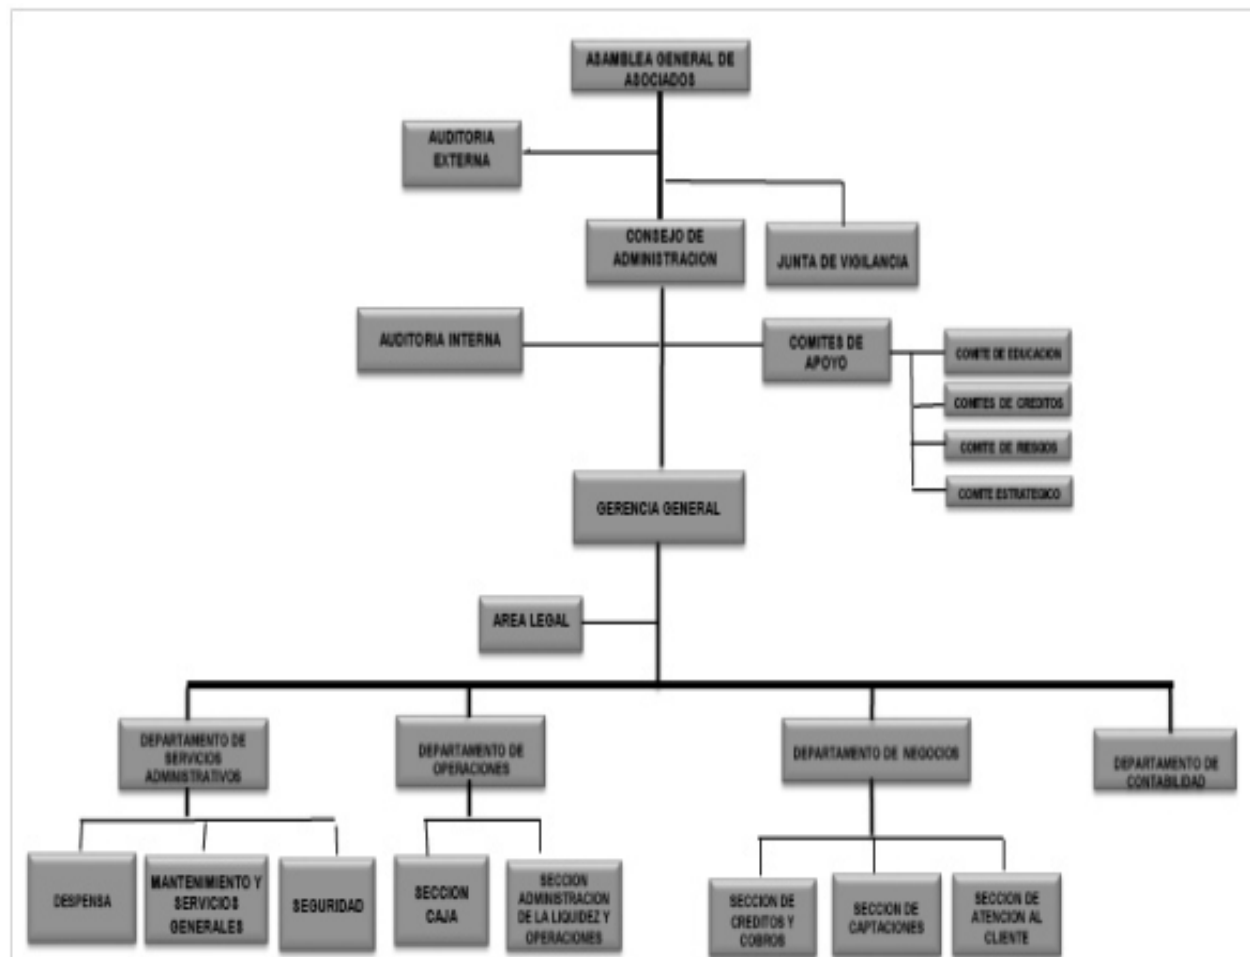 ASAMBLEA GENERAL DE
ASOCIADOS
AUDITORIA
EXTERNA
CONSEJO DE
ADMINISTRACION
JUNTA DE VIGILANCIA
AUDITORIA INTERNA
COMITES DE
APOYO
COMITE DE EDUCACION
COMITES DE CREDITOS
COMITE DE RIESGOS
COMITE ESTRATEGICO
GERENCIA GENERAL
AREA LEGAL
DEPARTAMENTO DE
SERVICIOS
ADMINISTRATIVOS
DEPARTAMENTO DE
OPERACIONES
DEPARTAMENTO DE NEGOCIOS
DEPARTAMENTO DE
CONTABILIDAD
DESPENSA
MANTENIMIENTO Y
SERVICIOS
GENERALES
SEGURIDAD
SECCION
CAJA
SECCION
ADMINISTRACION
DE LA LIQUIDEZ Y
OPERACIONES
SECCION DE
CREDITOS Y
COBROS
SECCION DE
CAPTACIONES
SECCION DE
ATENCION AL
CLIENTE